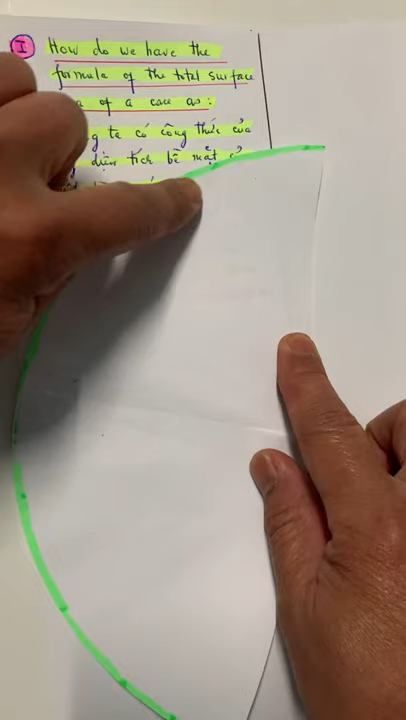 I How do we have the
formula of the total surface
of a cone as:
ta có công thức của
diện tích bề mặt